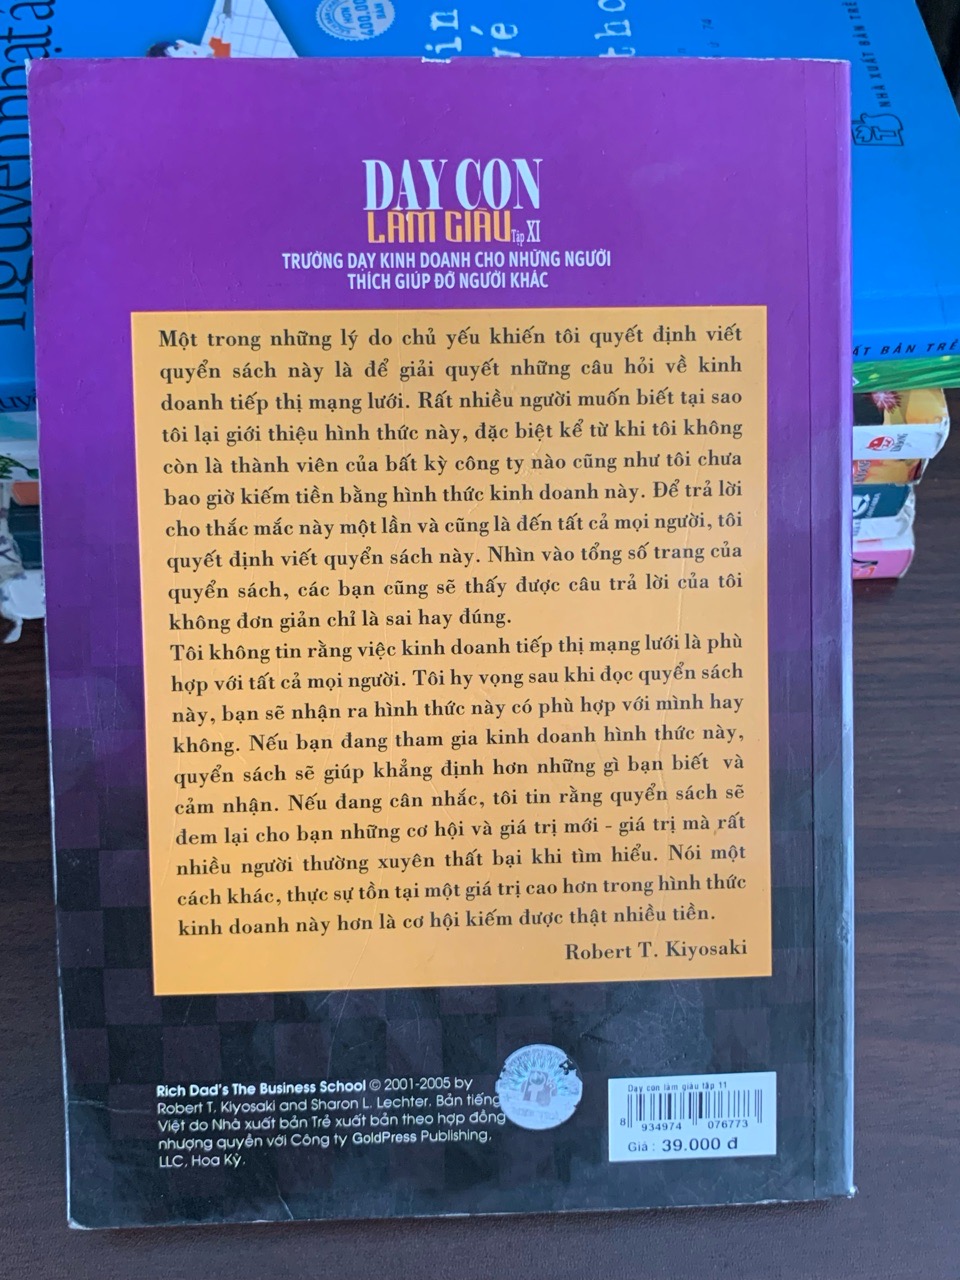 DẠY CON
LÀM GIÀU Tập XI
TRƯỜNG DẠY KINH DOANH CHO NHỮNG NGƯỜI
THÍCH GIÚP ĐỠ NGƯỜI KHÁC
Một trong những lý do chủ yếu khiến tôi quyết định viết
quyển sách này là để giải quyết những câu hỏi về kinh
doanh tiếp thị mạng lưới. Rất nhiều người muốn biết tại sao
tôi lại giới thiệu hình thức này, đặc biệt kể từ khi tôi không
còn là thành viên của bất kỳ công ty nào cũng như tôi chưa
bao giờ kiếm tiền bằng hình thức kinh doanh này. Để trả lời
cho thắc mắc này một lần và cũng là đến tất cả mọi người, tôi
quyết định viết quyển sách này. Nhìn vào tổng số trang của
quyển sách, các bạn cũng sẽ thấy được câu trả lời của tôi
không đơn giản chỉ là sai hay đúng.
Tôi không tin rằng việc kinh doanh tiếp thị mạng lưới là phù
hợp với tất cả mọi người. Tôi hy vọng sau khi đọc quyển sách
này, bạn sẽ nhận ra hình thức này có phù hợp với mình hay
không. Nếu bạn đang tham gia kinh doanh hình thức này,
quyển sách sẽ giúp khẳng định hơn những gì bạn biết và
cảm nhận. Nếu đang cân nhắc, tôi tin rằng quyển sách sẽ
đem lại cho bạn những cơ hội và giá trị mới - giá trị mà rất
nhiều người thường xuyên thất bại khi tìm hiểu. Nói một
cách khác, thực sự tồn tại một giá trị cao hơn trong hình thức
kinh doanh này hơn là cơ hội kiếm được thật nhiều tiền.
Robert T. Kiyosaki
Rich Dad's The Business School © 2001-2005 by
Robert T. Kiyosaki and Sharon L. Lechter. Bản tiếng
Việt do Nhà xuất bản Trẻ xuất bản theo hợp đồng
nhượng quyền với Công ty GoldPress Publishing,
LLC, Hoa Kỳ.
Dạy con làm giàu tập 11
8 934974 076773
Giá : 39.000 đ
NHÀ XUẤT BẢN TRẺ
ẤT BẢN TRẺ